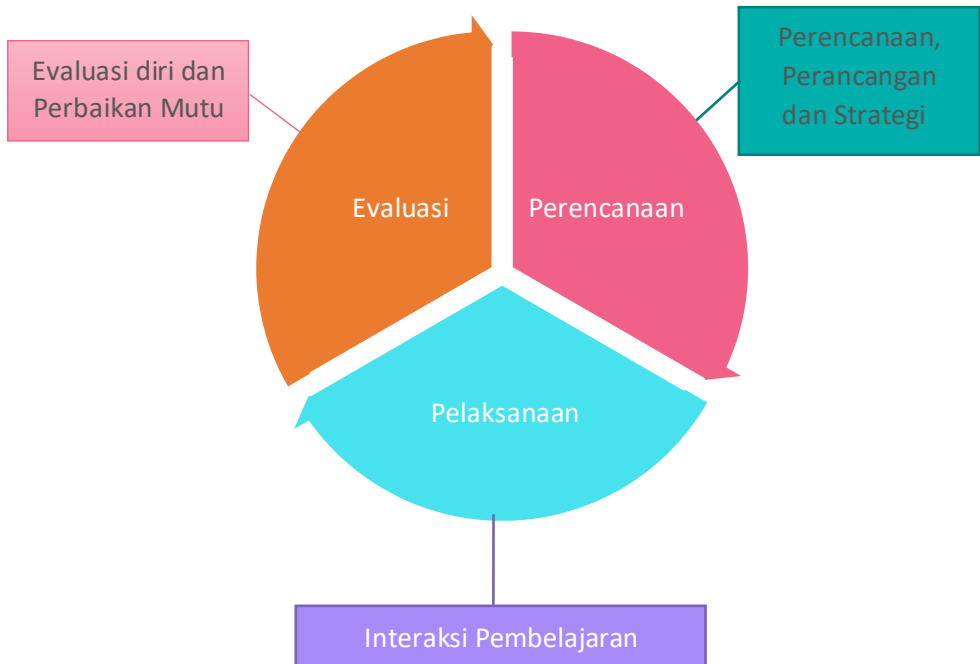 Evaluasi diri dan
Perbaikan Mutu
Perencanaan,
Perancangan
dan Strategi
Evaluasi
Perencanaan
Pelaksanaan
Interaksi Pembelajaran